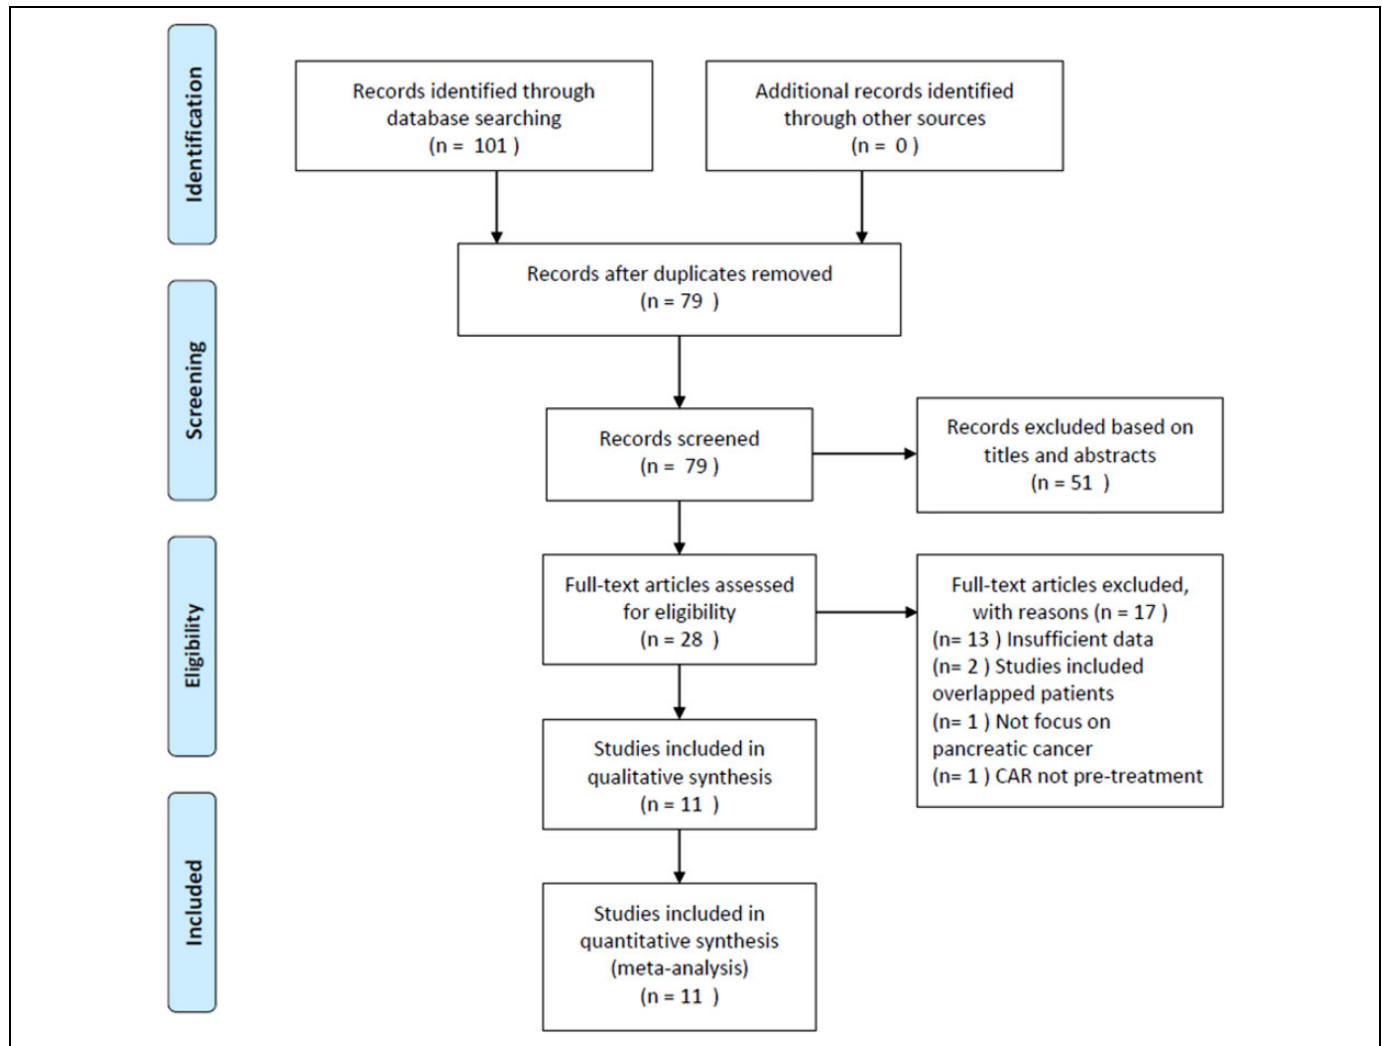 Identification
Records identified through
database searching
(n = 101 )
Additional records identified
through other sources
(n = 0 )
Records after duplicates removed
(n = 79 )
Screening
Records screened
(n = 79 )
Records excluded based on
titles and abstracts
(n = 51 )
Eligibility
Full-text articles assessed
for eligibility
(n = 28 )
Full-text articles excluded,
with reasons (n = 17 )
(n= 13 ) Insufficient data
(n= 2 ) Studies included
overlapped patients
(n= 1 ) Not focus on
pancreatic cancer
(n= 1 ) CAR not pre-treatment
Studies included in
qualitative synthesis
(n = 11 )
Included
Studies included in
quantitative synthesis
(meta-analysis)
(n = 11 )